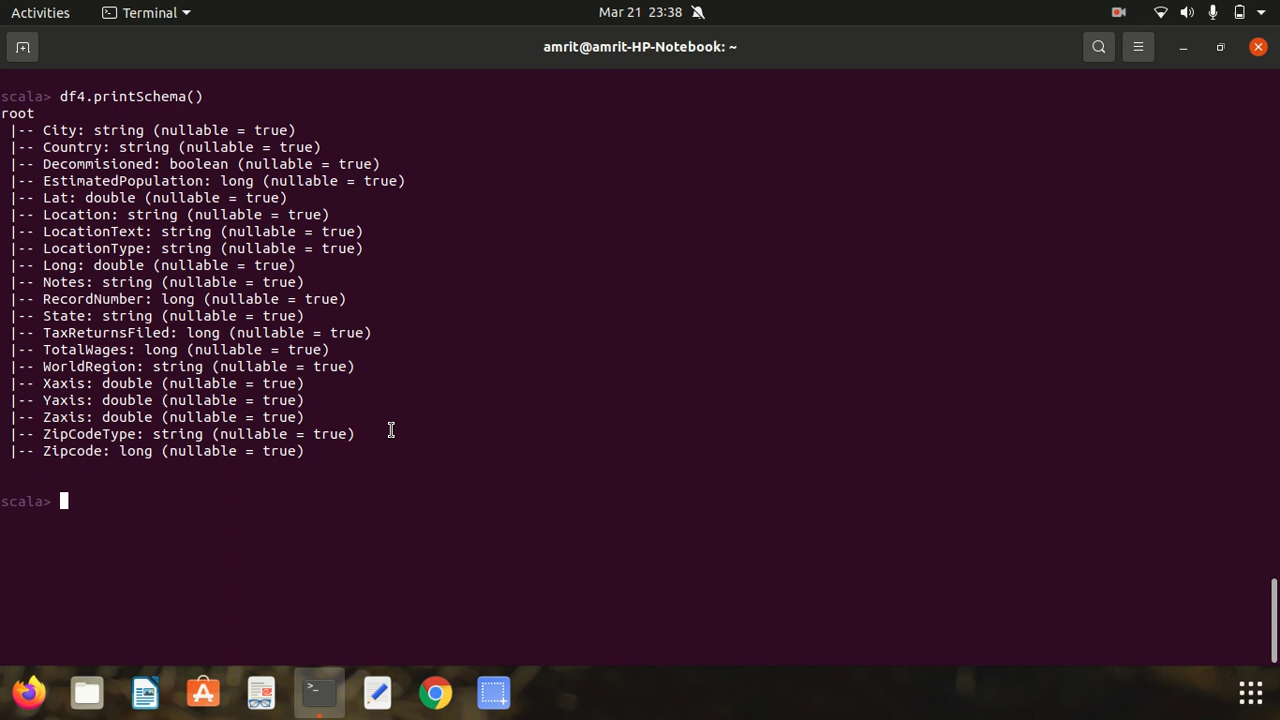 Activities Terminal Mar 21 23:38
amrit@amrit-HP-Notebook: ~
scala> df4.printSchema()
root
 |-- City: string (nullable = true)
 |-- Country: string (nullable = true)
 |-- Decommisioned: boolean (nullable = true)
 |-- EstimatedPopulation: long (nullable = true)
 |-- Lat: double (nullable = true)
 |-- Location: string (nullable = true)
 |-- LocationText: string (nullable = true)
 |-- LocationType: string (nullable = true)
 |-- Long: double (nullable = true)
 |-- Notes: string (nullable = true)
 |-- RecordNumber: long (nullable = true)
 |-- State: string (nullable = true)
 |-- TaxReturnsFiled: long (nullable = true)
 |-- TotalWages: long (nullable = true)
 |-- WorldRegion: string (nullable = true)
 |-- Xaxis: double (nullable = true)
 |-- Yaxis: double (nullable = true)
 |-- Zaxis: double (nullable = true)
 |-- ZipCodeType: string (nullable = true)
 |-- Zipcode: long (nullable = true)
scala>